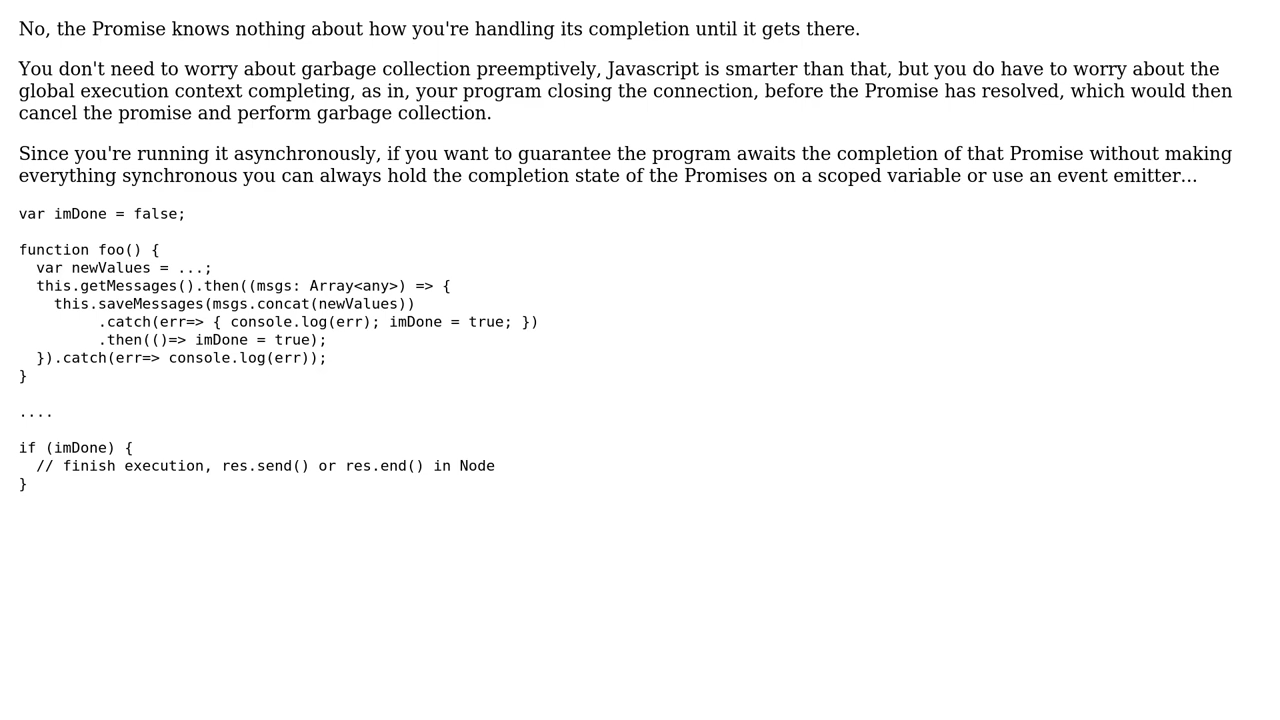 No, the Promise knows nothing about how you're handling its completion until it gets there.
You don't need to worry about garbage collection preemptively, Javascript is smarter than that, but you do have to worry about the
global execution context completing, as in, your program closing the connection, before the Promise has resolved, which would then
cancel the promise and perform garbage collection.
Since you're running it asynchronously, if you want to guarantee the program awaits the completion of that Promise without making
everything synchronous you can always hold the completion state of the Promises on a scoped variable or use an event emitter...
var imDone = false;

function foo() {
  var newValues = ...;
  this.getMessages().then((msgs: Array<any>) => {
    this.saveMessages(msgs.concat(newValues))
         .catch(err=> { console.log(err); imDone = true; })
         .then(()=> imDone = true);
  }).catch(err=> console.log(err));
}

....

if (imDone) {
  // finish execution, res.send() or res.end() in Node
}